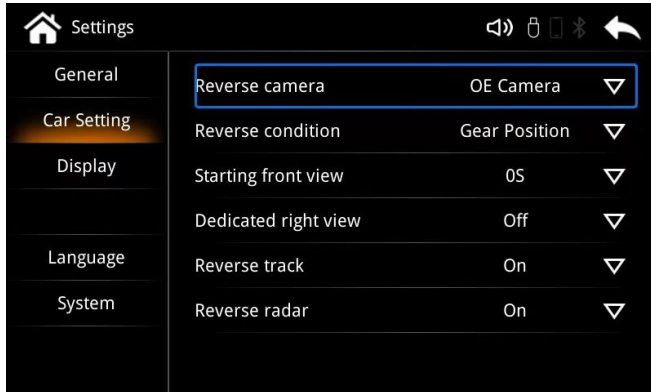 Settings
General
Car Setting
Display
Language
System
Reverse camera OE Camera
Reverse condition Gear Position
Starting front view 0S
Dedicated right view Off
Reverse track On
Reverse radar On